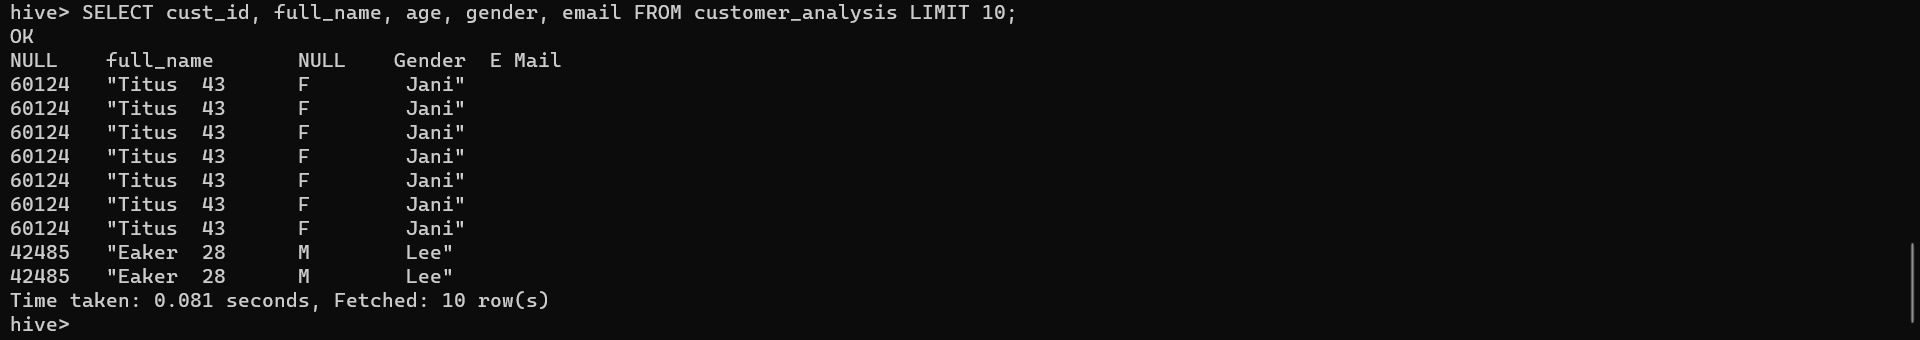 hive> SELECT cust_id, full_name, age, gender, email FROM customer_analysis LIMIT 10;
OK
NULL    full_name       NULL    Gender  E Mail
60124   "Titus  43      F        Jani"
60124   "Titus  43      F        Jani"
60124   "Titus  43      F        Jani"
60124   "Titus  43      F        Jani"
60124   "Titus  43      F        Jani"
60124   "Titus  43      F        Jani"
60124   "Titus  43      F        Jani"
42485   "Eaker  28      M        Lee"
42485   "Eaker  28      M        Lee"
Time taken: 0.081 seconds, Fetched: 10 row(s)
hive>